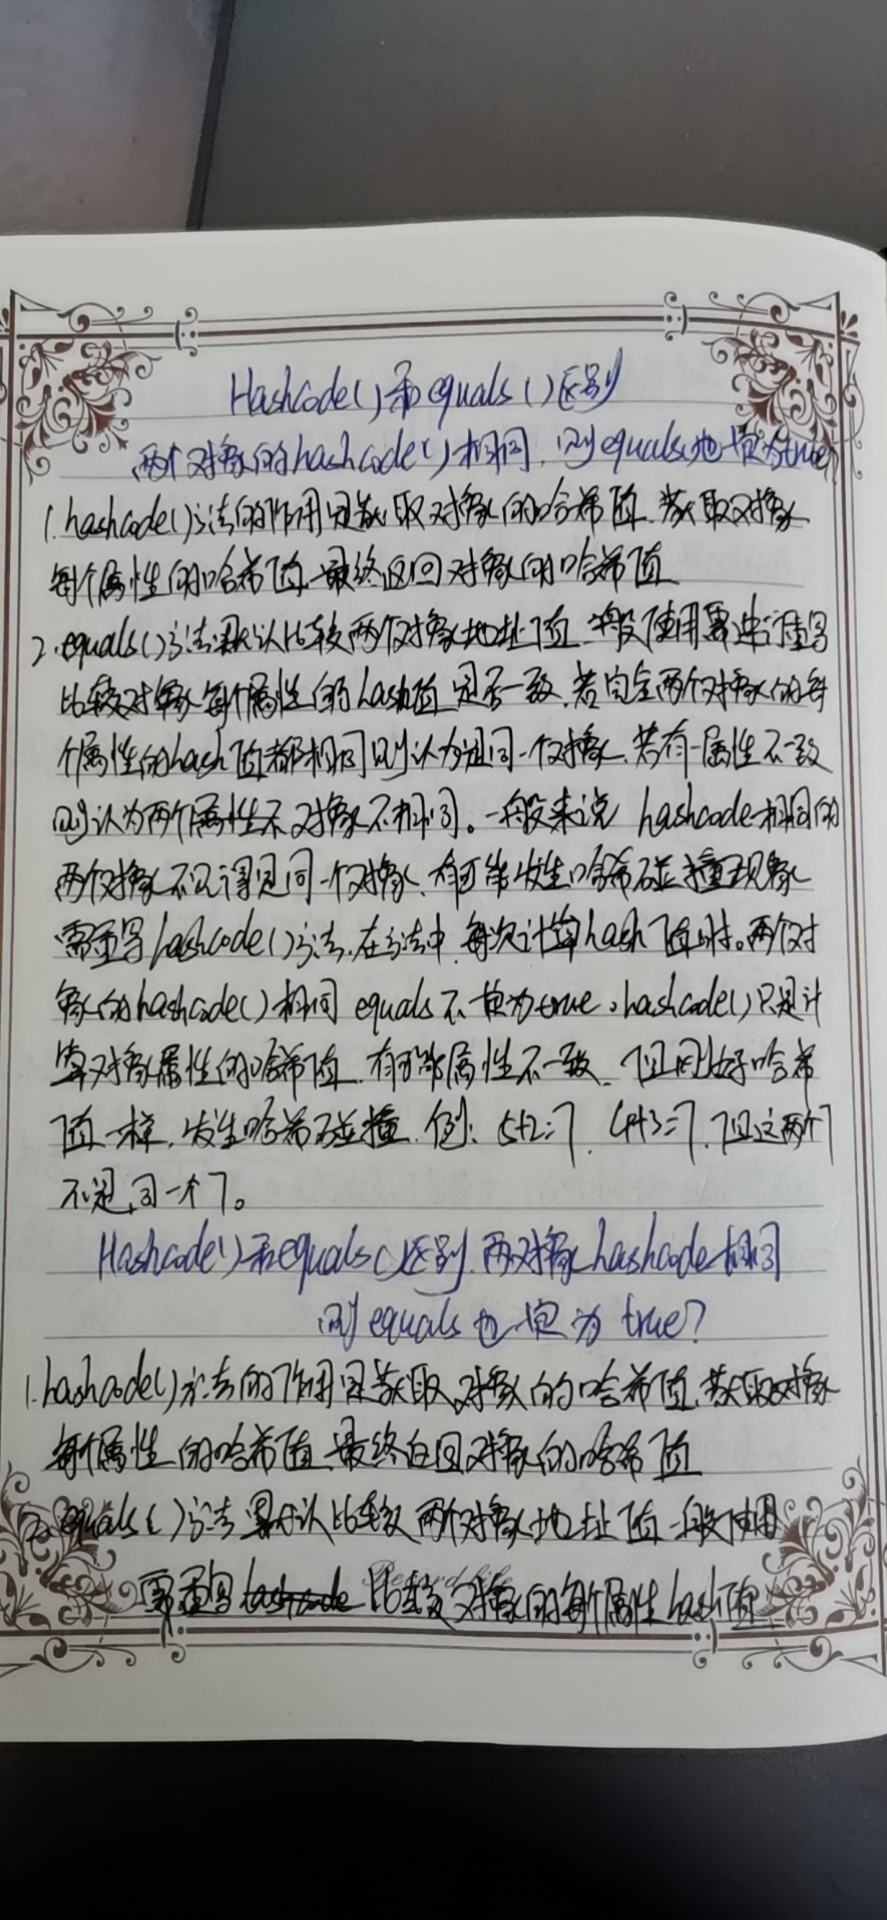 Hashcode()和equals()区别
两个对象的hashcode()相同,则equals也恒为true
1.hashcode()方法的作用是获取对象的哈希值.获取对象
每个属性的哈希值.最终返回对象的哈希值
2.equals()方法默认比较两个对象地址值.一般使用需进行重写
比较对象每个属性的hash值是否一致.若完全两个对象的每
个属性的hash值都相同则认为是同一个对象.若有一属性不一致
则认为两个属性不对象不相同。一般来说hashcode相同的
两个对象不见得是同一个对象.有可能发生哈希碰撞现象
需重写hashcode()方法.在方法中.每次计算hash值时。两个对
象的hashcode()相同equals不恒为true。hashcode()只是计
算对象属性的哈希值.有可能属性不一致.但刚好哈希
值一样.发生哈希碰撞.例:5+2=7.4+3=7.但这两个7
不是同一个7。
Hashcode()和equals()区别.两对象hashcode相同
则equals也恒为true?
1.hashcode()方法的作用是获取对象的哈希值.获取对象
每个属性的哈希值.最终返回对象的哈希值
2.equals()方法默认比较两个对象地址值一般使用
需重写比较对象的每个属性hash值